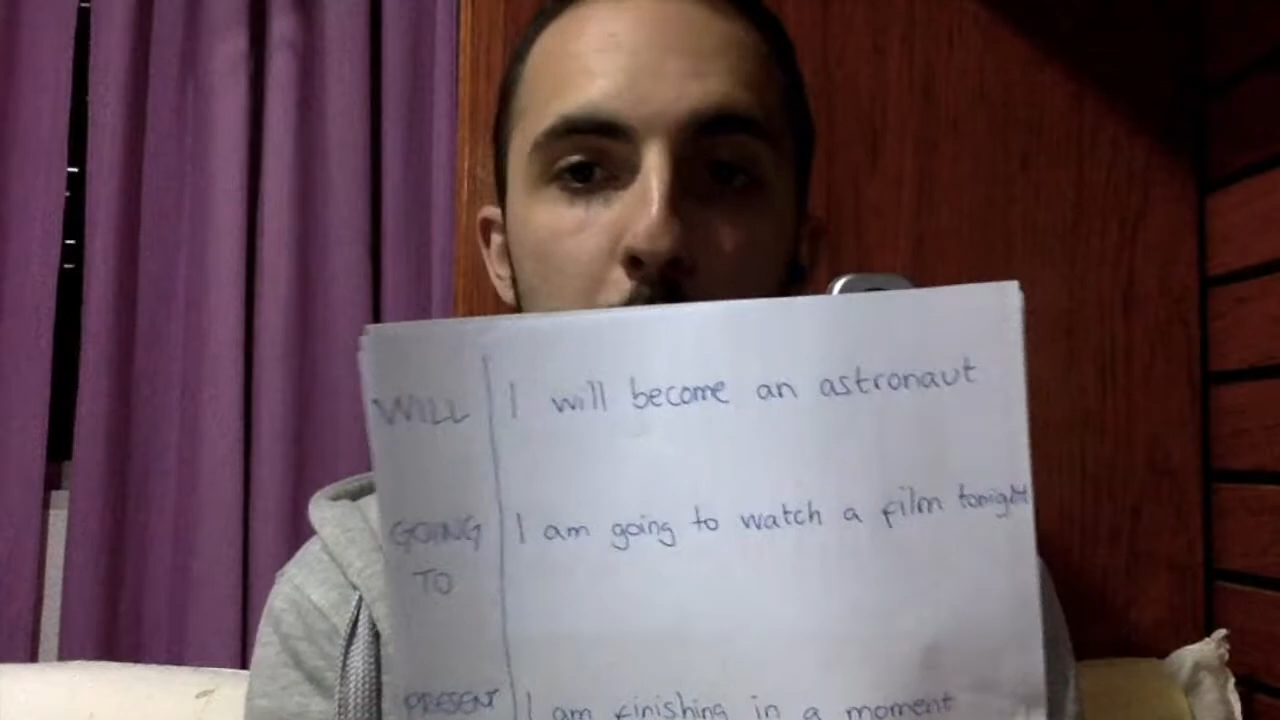 WILL I will become an astronaut
GOING I am going to watch a film tonight
TO
PRESENT I am finishing in a moment